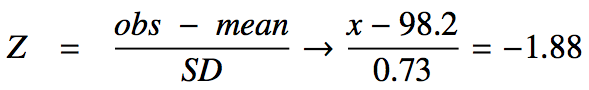 Z = obs − mean / SD → x − 98.2 / 0.73 = −1.88